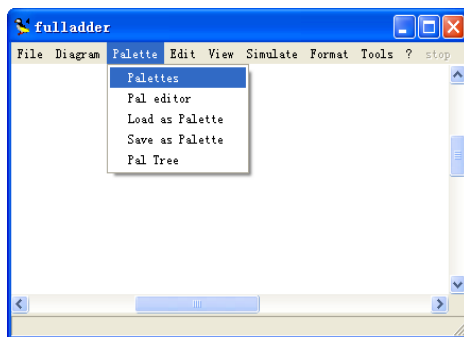 fulladder
File Diagram Palette Edit View Simulate Format Tools ? stop
Palettes
Pal editor
Load as Palette
Save as Palette
Pal Tree